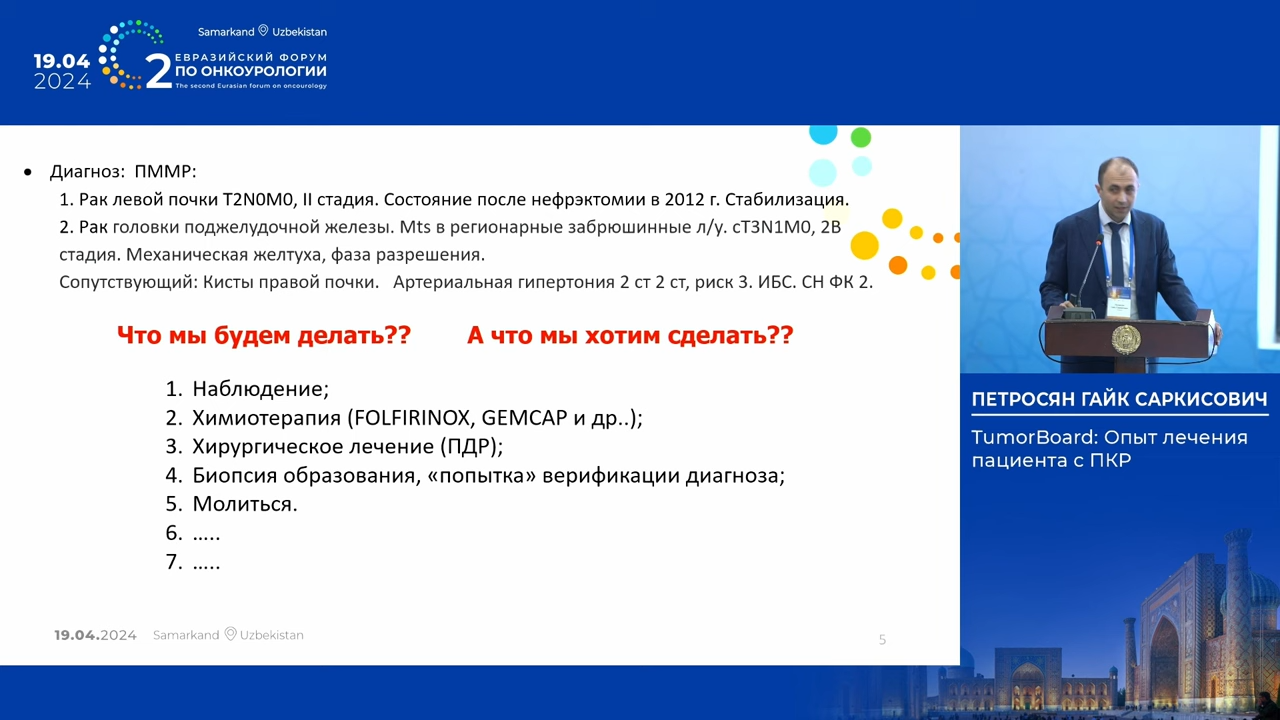 19.04
2024
Samarkand Uzbekistan
2 ЕВРАЗИЙСКИЙ ФОРУМ
ПО ОНКОУРОЛОГИИ
The second Eurasian forum on oncourology
• Диагноз: ПММР:
1. Рак левой почки T2N0M0, II стадия. Состояние после нефрэктомии в 2012 г. Стабилизация.
2. Рак головки поджелудочной железы. Mts в регионарные забрюшинные л/у. cT3N1M0, 2В
стадия. Механическая желтуха, фаза разрешения.
Сопутствующий: Кисты правой почки. Артериальная гипертония 2 ст 2 ст, риск 3. ИБС. СН ФК 2.
Что мы будем делать?? А что мы хотим сделать??
1. Наблюдение;
2. Химиотерапия (FOLFIRINOX, GEMCAP и др..);
3. Хирургическое лечение (ПДР);
4. Биопсия образования, «попытка» верификации диагноза;
5. Молиться.
6. …..
7. …..
19.04.2024 Samarkand Uzbekistan
5
ПЕТРОСЯН ГАЙК САРКИСОВИЧ
TumorBoard: Опыт лечения
пациента с ПКР